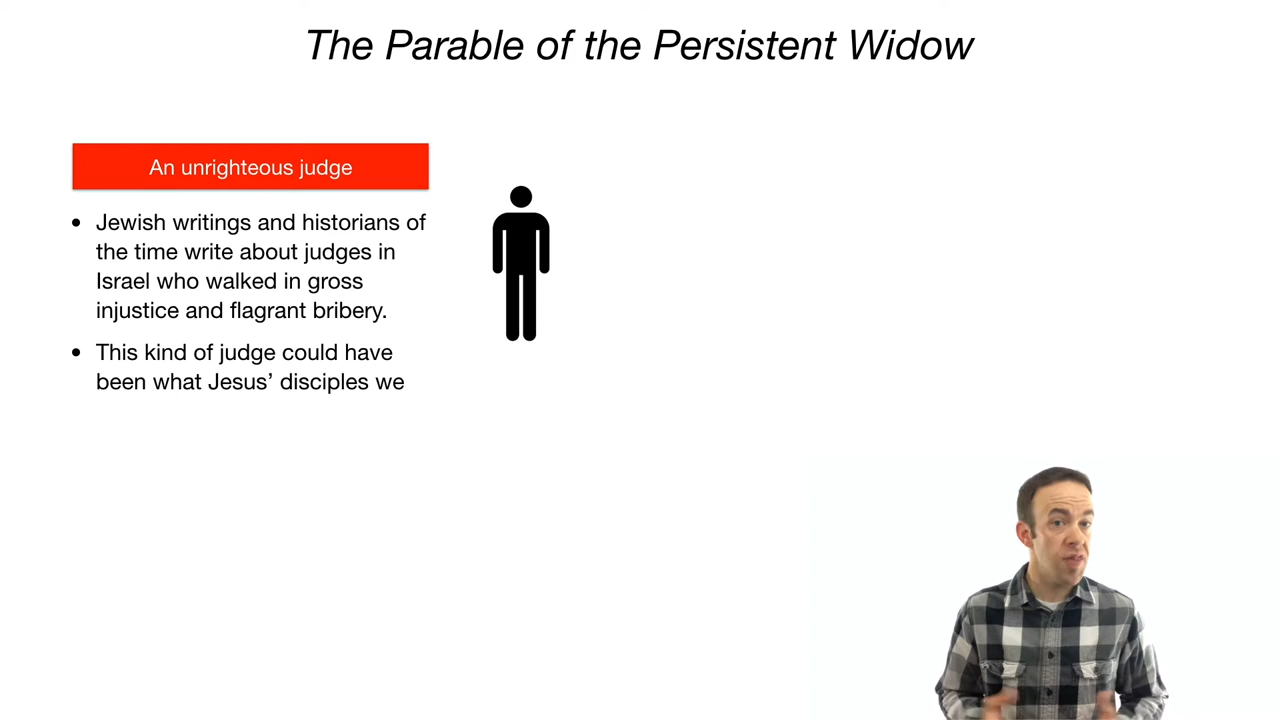 The Parable of the Persistent Widow
An unrighteous judge
• Jewish writings and historians of
the time write about judges in
Israel who walked in gross
injustice and flagrant bribery.
• This kind of judge could have
been what Jesus’ disciples we